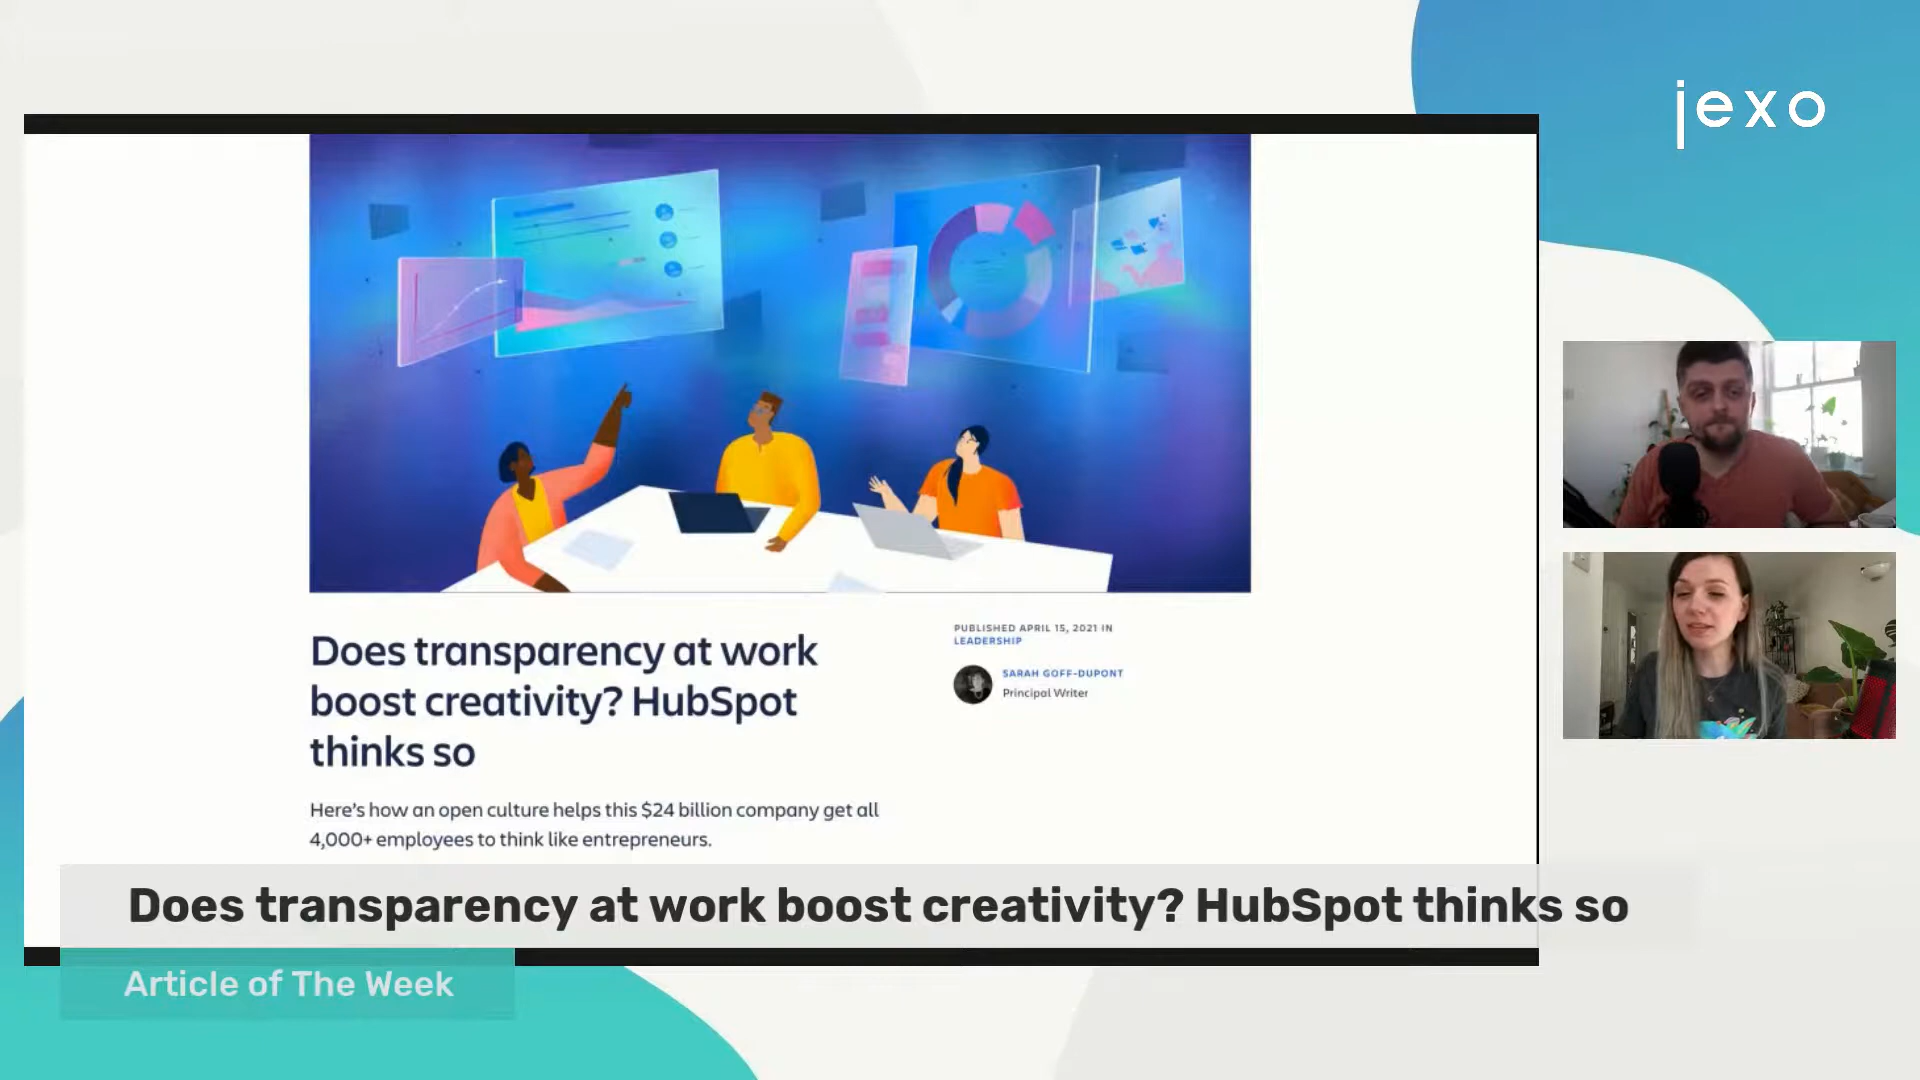 jexo
Does transparency at work
boost creativity? HubSpot
thinks so
PUBLISHED APRIL 15, 2021 IN
LEADERSHIP
SARAH GOFF-DUPONT
Principal Writer
Here's how an open culture helps this $24 billion company get all
4,000+ employees to think like entrepreneurs.
Does transparency at work boost creativity? HubSpot thinks so
Article of The Week